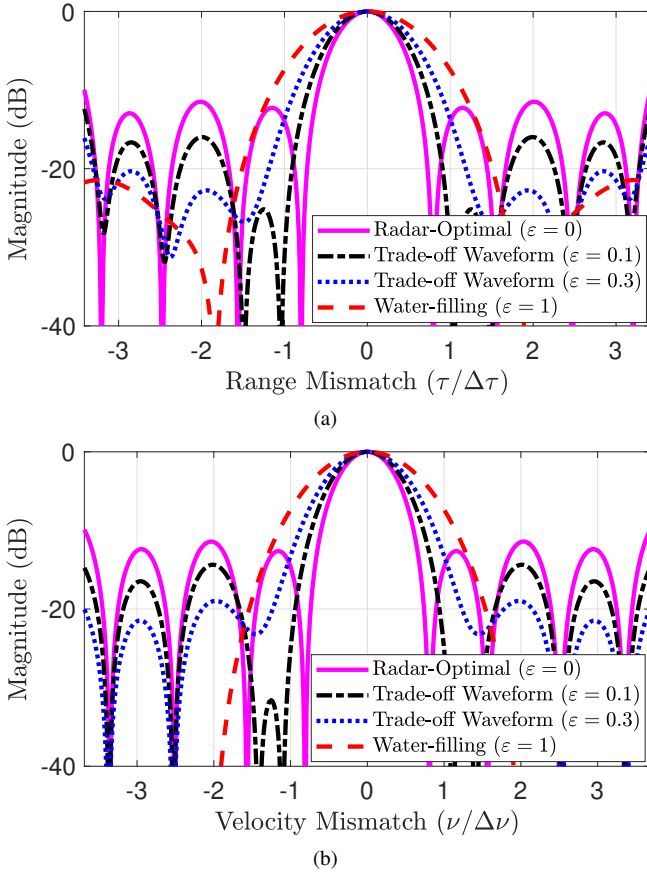 0
-20
-40
Magnitude (dB)
Radar-Optimal (ε = 0)
Trade-off Waveform (ε = 0.1)
Trade-off Waveform (ε = 0.3)
Water-filling (ε = 1)
-3 -2 -1 0 1 2 3
Range Mismatch (τ/Δτ)
(a)
0
-20
-40
Magnitude (dB)
Radar-Optimal (ε = 0)
Trade-off Waveform (ε = 0.1)
Trade-off Waveform (ε = 0.3)
Water-filling (ε = 1)
-3 -2 -1 0 1 2 3
Velocity Mismatch (ν/Δν)
(b)